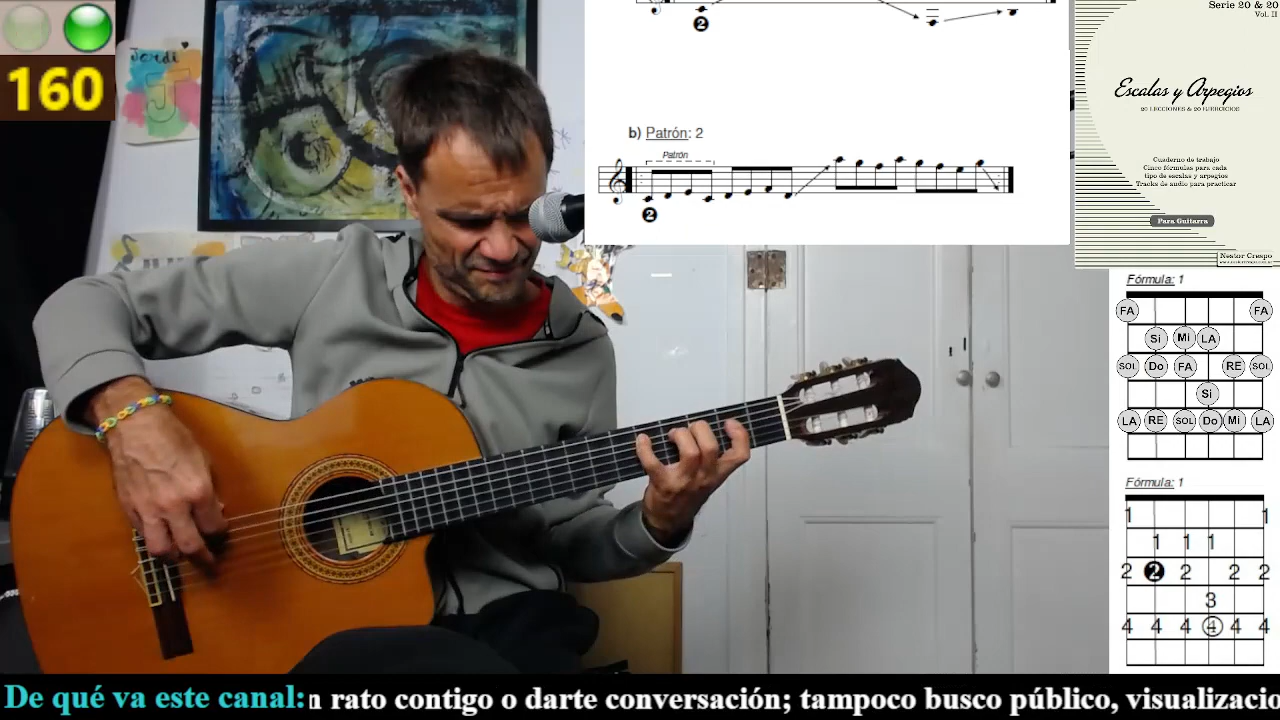 160
Jordi
J
2
b) Patrón: 2
Patrón
2
Serie 20 & 20
Vol. II
Escalas y Arpegios
20 LECCIONES & 20 EJERCICIOS
Cuaderno de trabajo
Cinco fórmulas para cada
tipo de escalas y arpegios
Tracks de audio para practicar
Para Guitarra
Nestor Crespo
Fórmula: 1
FA FA
Si Mi LA
SOL Do FA RE SOL
Si
LA RE SOL Do Mi LA
Fórmula: 1
1 1
1 1 1
2 2 2 2 2
3
4 4 4 4 4 4
De qué va este canal: n rato contigo o darte conversación; tampoco busco público, visualizacio